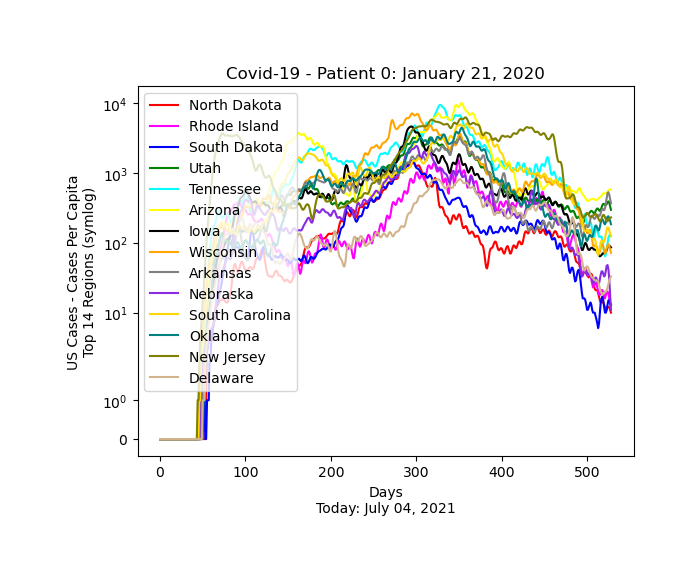 Covid-19 - Patient 0: January 21, 2020
US Cases - Cases Per Capita
Top 14 Regions (symlog)
10^4
10^3
10^2
10^1
10^0
0
North Dakota
Rhode Island
South Dakota
Utah
Tennessee
Arizona
Iowa
Wisconsin
Arkansas
Nebraska
South Carolina
Oklahoma
New Jersey
Delaware
0 100 200 300 400 500
Days
Today: July 04, 2021